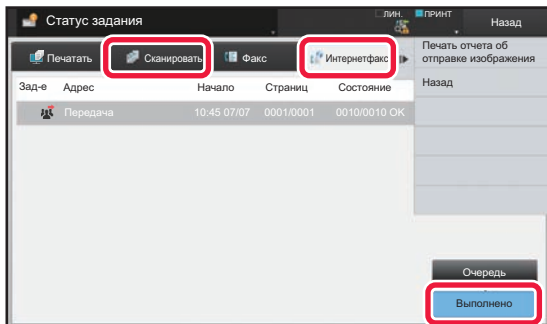 Статус задания
ЛИН.
ПРИНТ
Назад
Печатать
Сканировать
Факс
Интернетфакс
Печать отчета об
отправке изображения
Зад-е Адрес Начало Страниц Состояние
Назад
Передача 10:45 07/07 0001/0001 0010/0010 OK
Очередь
Выполнено